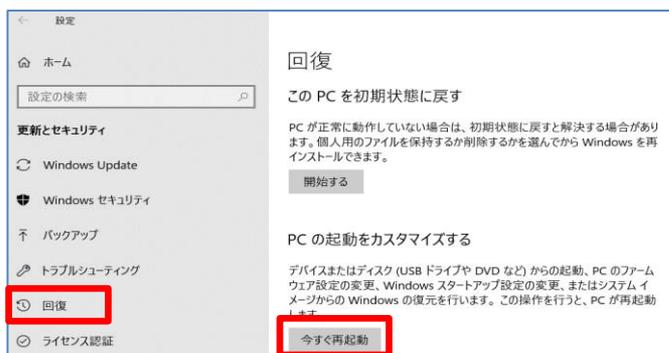 設定
ホーム
設定の検索
更新とセキュリティ
Windows Update
Windows セキュリティ
バックアップ
トラブルシューティング
回復
ライセンス認証
回復
この PC を初期状態に戻す
PC が正常に動作していない場合は、初期状態に戻すと解決する場合があり
ます。個人用のファイルを保持するか削除するかを選んでから Windows を再
インストールできます。
開始する
PC の起動をカスタマイズする
デバイスまたはディスク (USB ドライブや DVD など) からの起動、PC のファーム
ウェア設定の変更、Windows スタートアップ設定の変更、またはシステム イ
メージからの Windows の復元を行います。この操作を行うと、PC が再起動
します。
今すぐ再起動